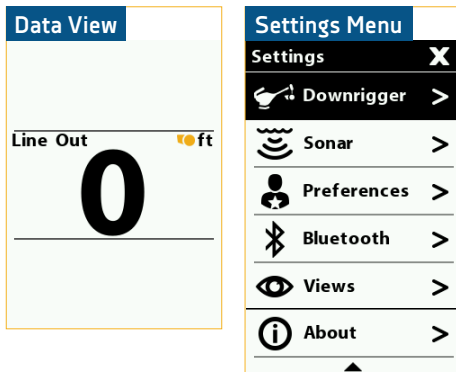 Data View
Line Out ft
0
Settings Menu
Settings X
Downrigger >
Sonar >
Preferences >
Bluetooth >
Views >
About >